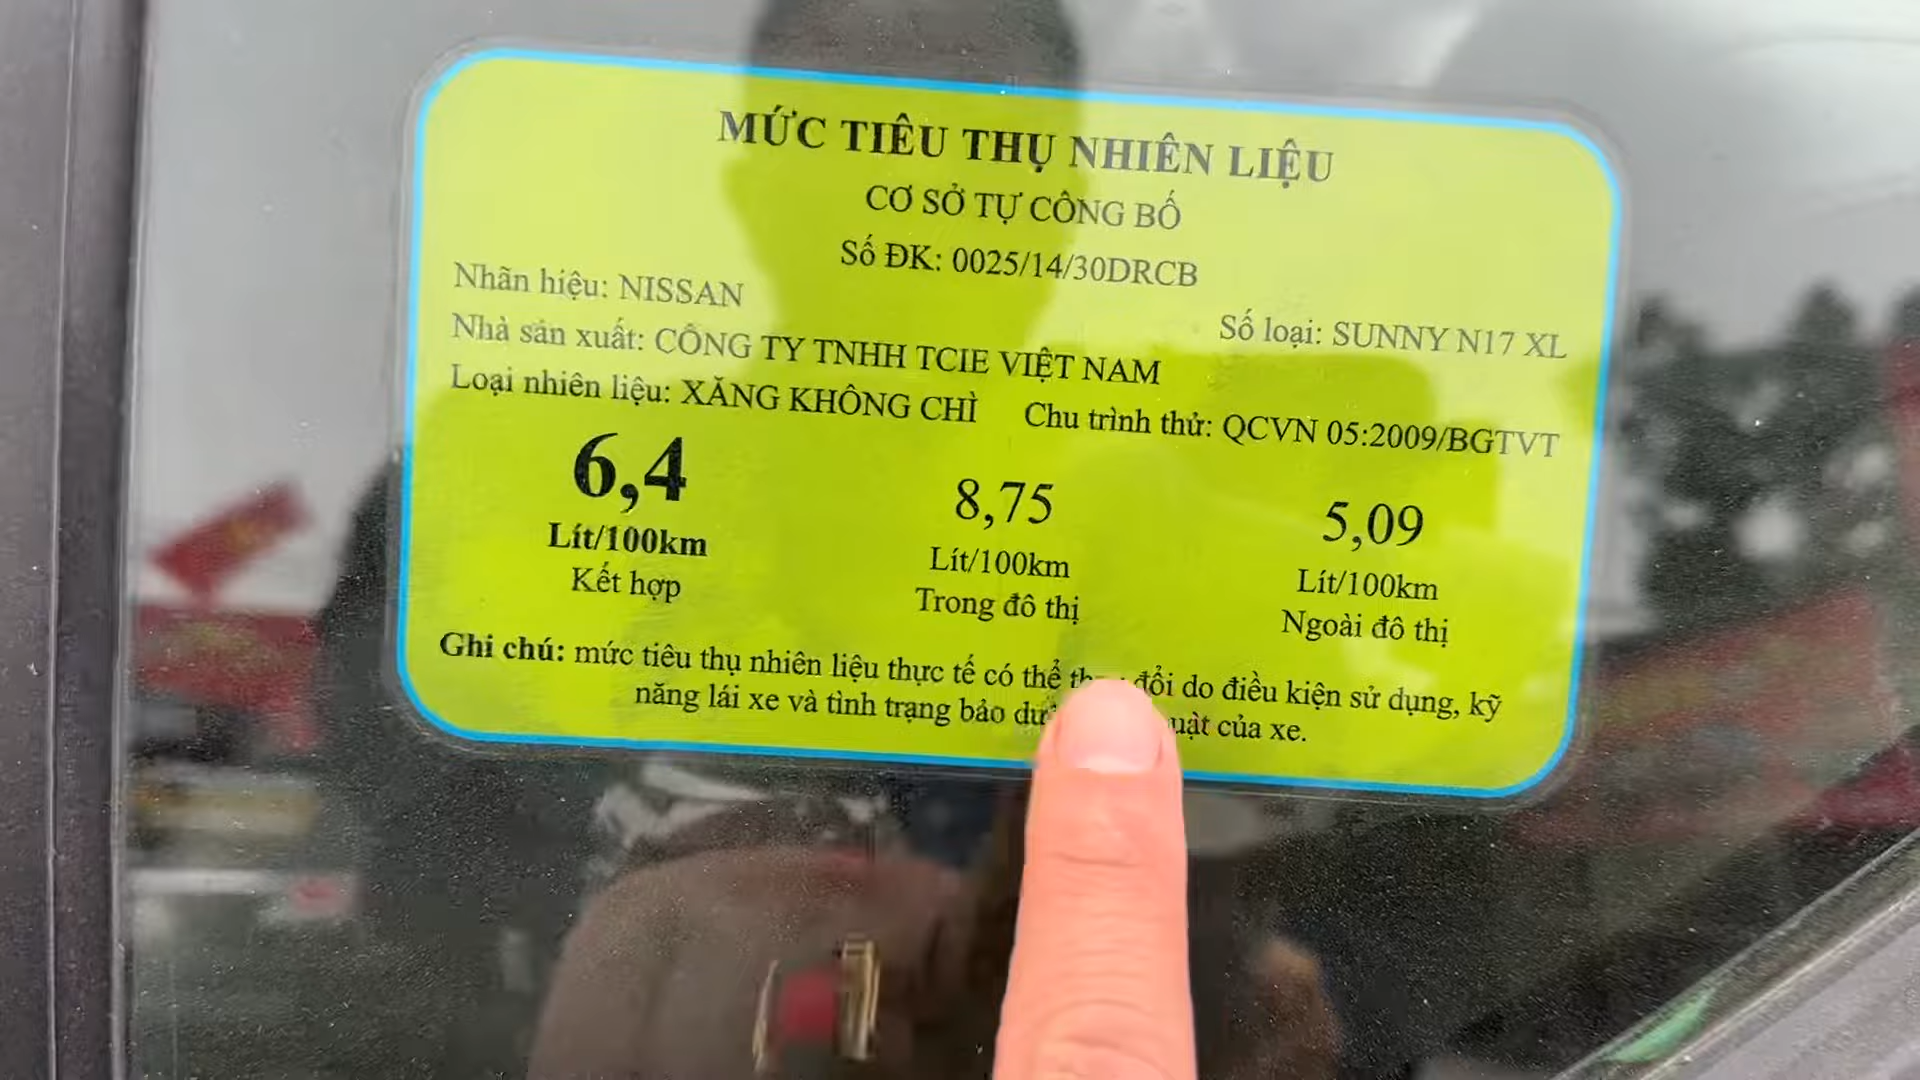 MỨC TIÊU THỤ NHIÊN LIỆU
CƠ SỞ TỰ CÔNG BỐ
Số ĐK: 0025/14/30DRCB
Nhãn hiệu: NISSAN
Số loại: SUNNY N17 XL
Nhà sản xuất: CÔNG TY TNHH TCIE VIỆT NAM
Loại nhiên liệu: XĂNG KHÔNG CHÌ Chu trình thử: QCVN 05:2009/BGTVT
6,4 8,75 5,09
Lít/100km Lít/100km Lít/100km
Kết hợp Trong đô thị Ngoài đô thị
Ghi chú: mức tiêu thụ nhiên liệu thực tế có thể đổi do điều kiện sử dụng, kỹ
năng lái xe và tình trạng bảo của xe.